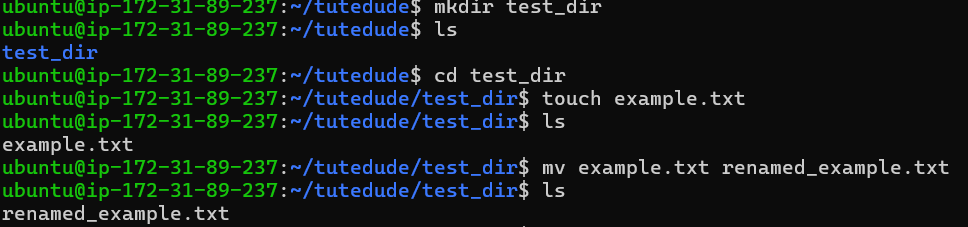 ubuntu@ip-172-31-89-237:~/tutedude$ mkdir test_dir
ubuntu@ip-172-31-89-237:~/tutedude$ ls
test_dir
ubuntu@ip-172-31-89-237:~/tutedude$ cd test_dir
ubuntu@ip-172-31-89-237:~/tutedude/test_dir$ touch example.txt
ubuntu@ip-172-31-89-237:~/tutedude/test_dir$ ls
example.txt
ubuntu@ip-172-31-89-237:~/tutedude/test_dir$ mv example.txt renamed_example.txt
ubuntu@ip-172-31-89-237:~/tutedude/test_dir$ ls
renamed_example.txt